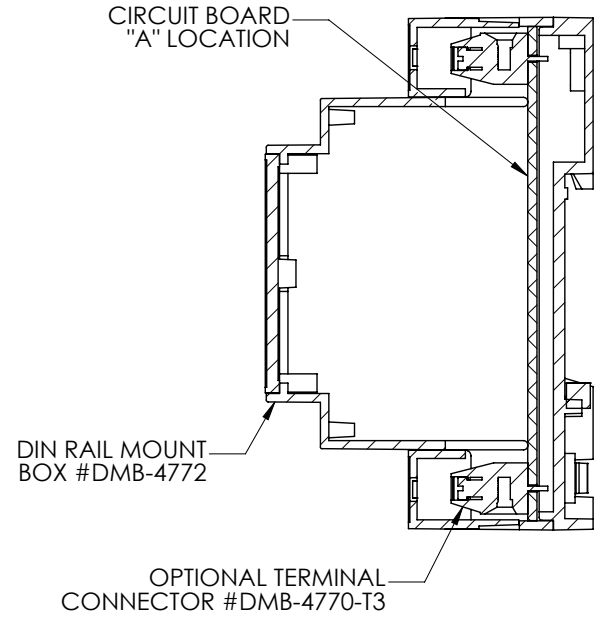 CIRCUIT BOARD
"A" LOCATION
DIN RAIL MOUNT
BOX #DMB-4772
OPTIONAL TERMINAL
CONNECTOR #DMB-4770-T3